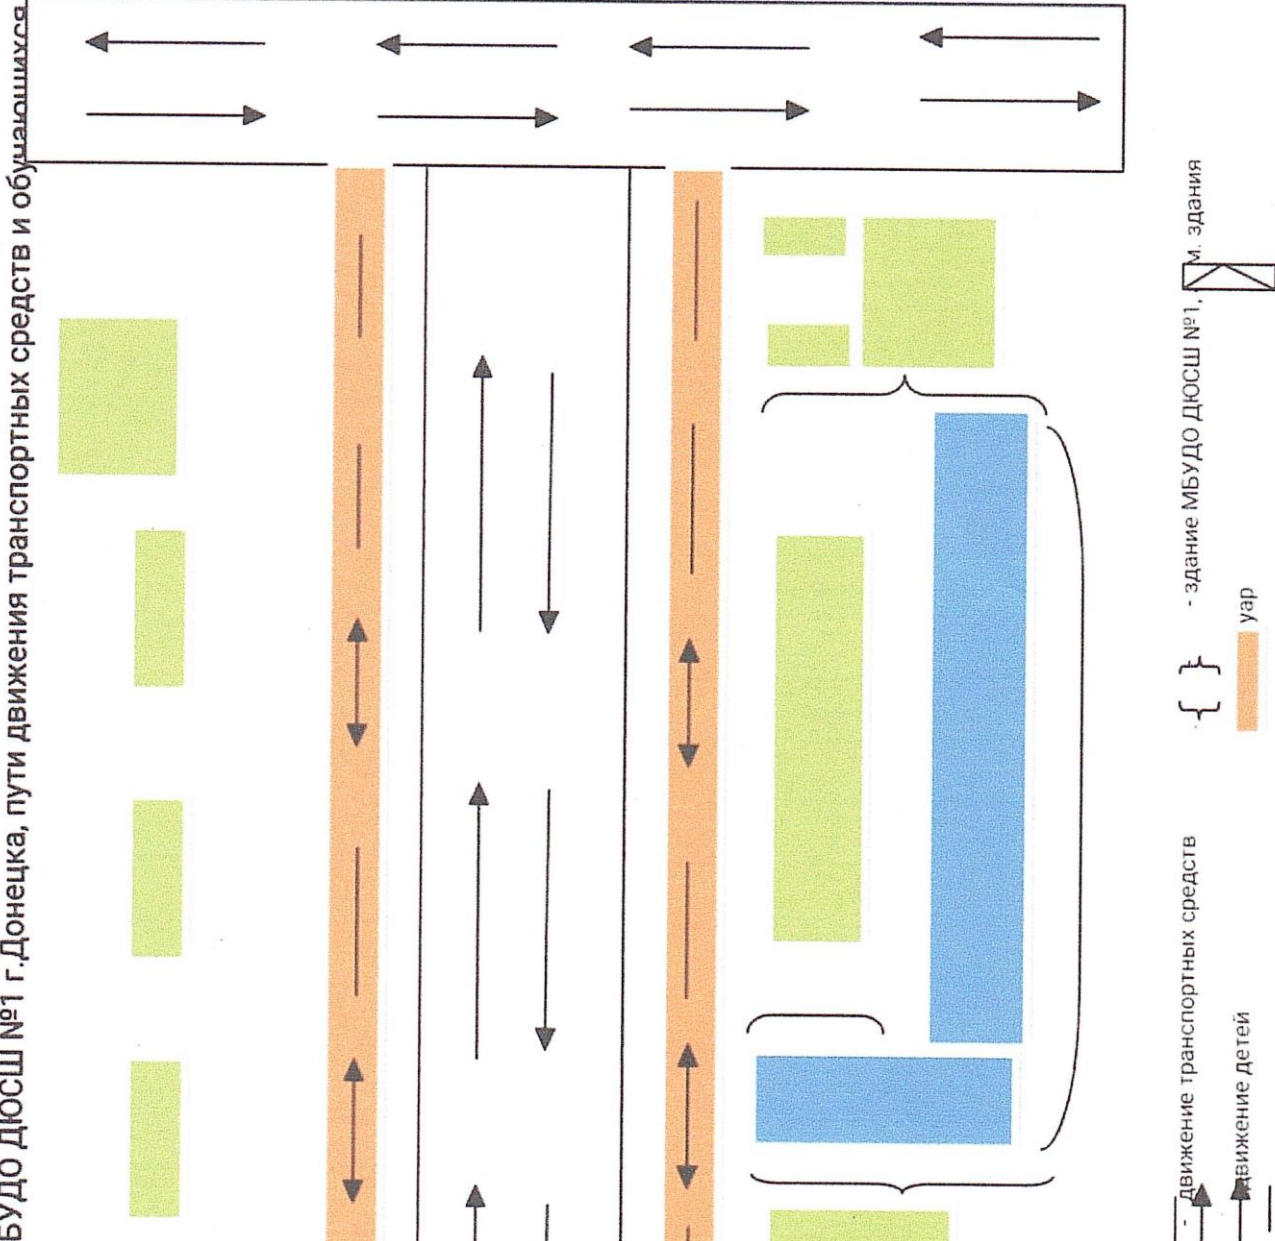 БУДО ДЮСШ №1 г.Донецка, пути движения транспортных средств и обучающихся
- движение транспортных средств
движение детей
- здание МБУДО ДЮСШ №1, м. здания
уар